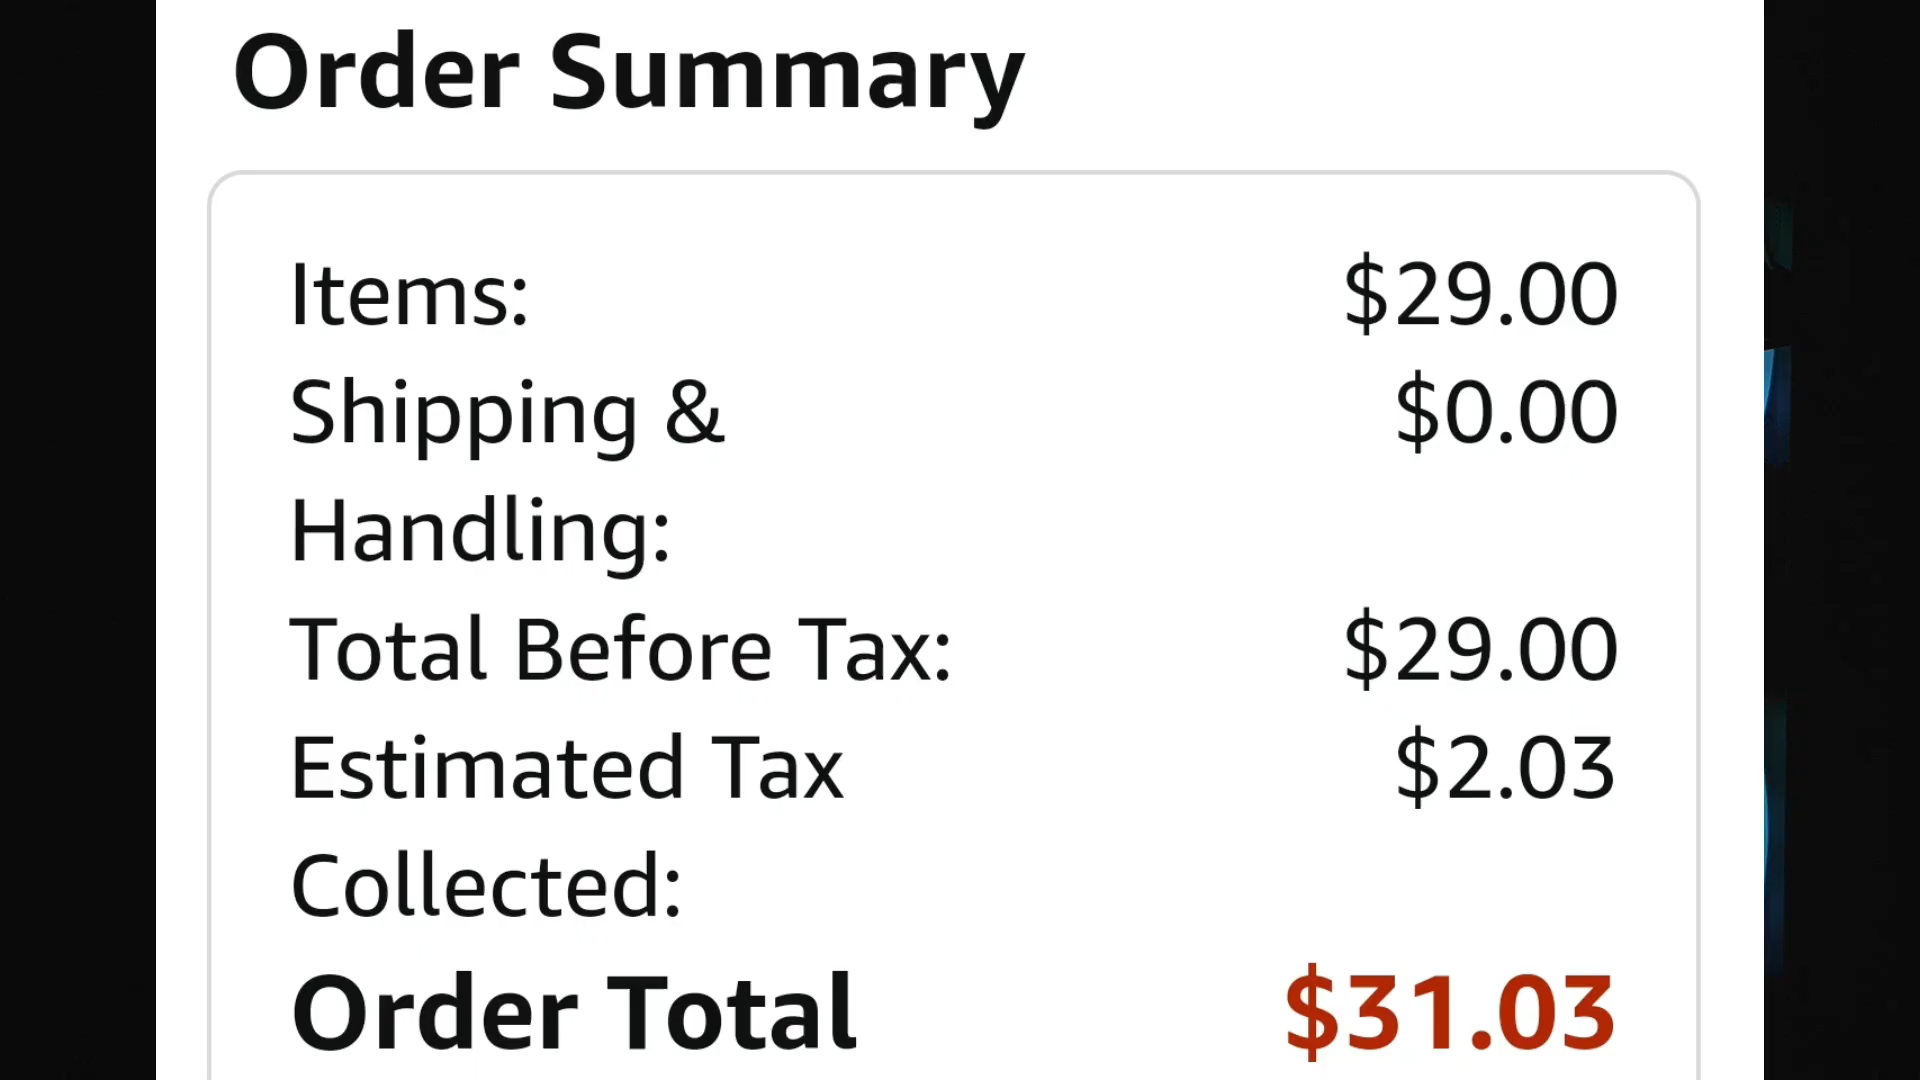 Order Summary
Items: $29.00
Shipping & $0.00
Handling:
Total Before Tax: $29.00
Estimated Tax $2.03
Collected:
Order Total $31.03